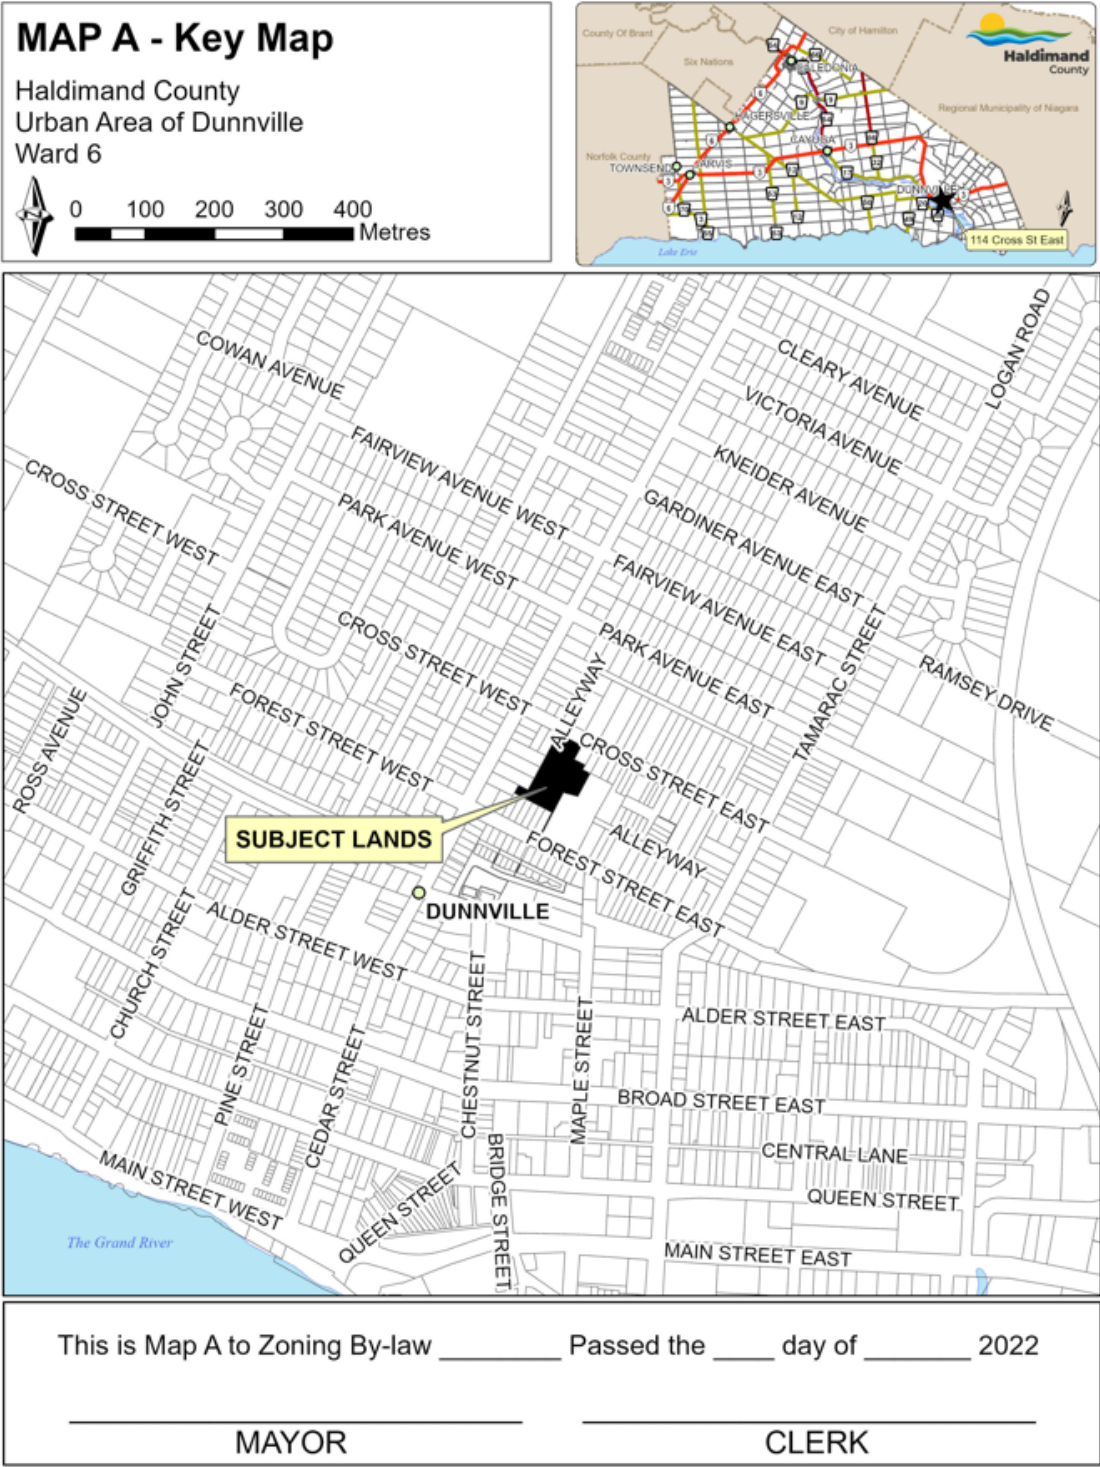 MAP A - Key Map
Haldimand County
Urban Area of Dunnville
Ward 6
N
0 100 200 300 400
Metres
County Of Brant
City of Hamilton
Haldimand
County
Six Nations
CALEDONIA
Regional Municipality of Niagara
HAGERSVILLE
CAYUGA
Norfolk County
TOWNSEND
JARVIS
DUNNVILLE
114 Cross St East
Lake Erie
LOGAN ROAD
COWAN AVENUE
CLEARY AVENUE
VICTORIA AVENUE
FAIRVIEW AVENUE WEST
KNEIDER AVENUE
CROSS STREET WEST
PARK AVENUE WEST
GARDINER AVENUE EAST
FAIRVIEW AVENUE EAST
CROSS STREET WEST
PARK AVENUE EAST
TAMARAC STREET
RAMSEY DRIVE
JOHN STREET
ALLEYWAY
ROSS AVENUE
FOREST STREET WEST
CROSS STREET EAST
GRIFFITH STREET
SUBJECT LANDS
ALLEYWAY
FOREST STREET EAST
DUNNVILLE
ALDER STREET WEST
CHURCH STREET
CHESTNUT STREET
MAPLE STREET
ALDER STREET EAST
PINE STREET
CEDAR STREET
BROAD STREET EAST
CENTRAL LANE
BRIDGE STREET
MAIN STREET WEST
QUEEN STREET
QUEEN STREET
The Grand River
MAIN STREET EAST
This is Map A to Zoning By-law ________ Passed the ____ day of _______ 2022
MAYOR
CLERK